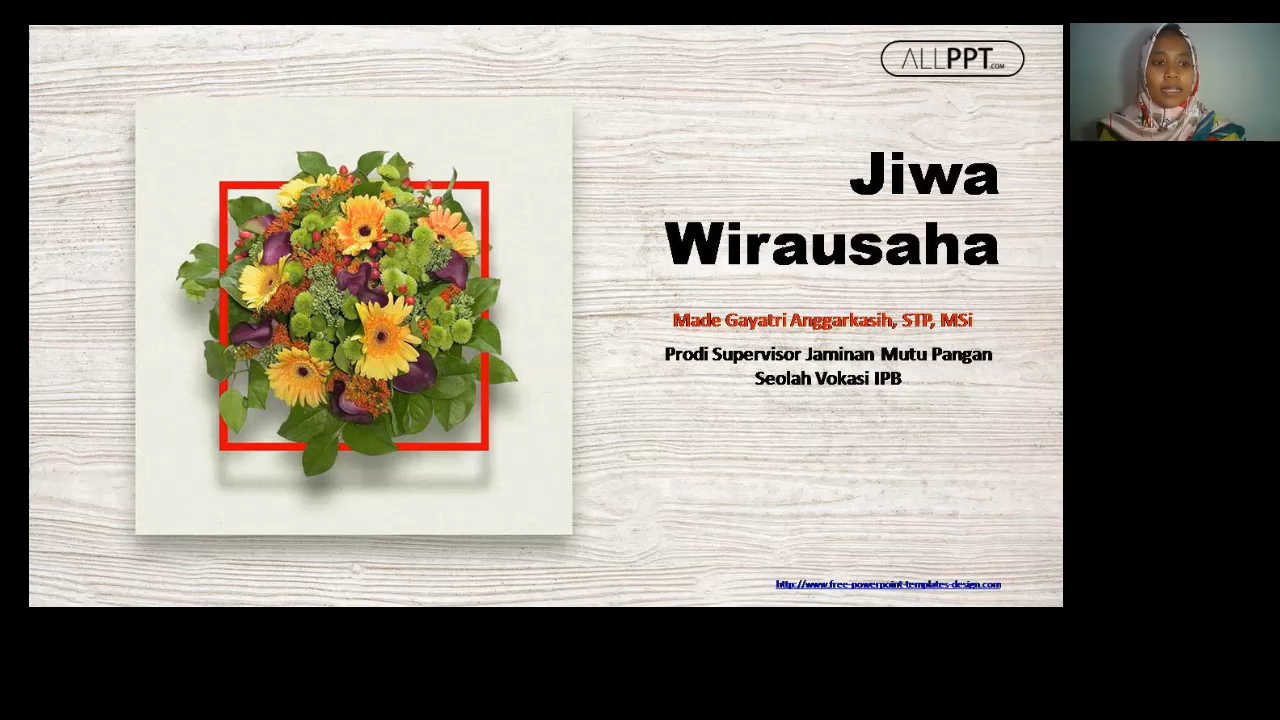 ALLPPT.COM
Jiwa
Wirausaha
Made Gayatri Anggarkasih, STP, MSi
Prodi Supervisor Jaminan Mutu Pangan
Seolah Vokasi IPB
http://www.free-powerpoint-templates-design.com